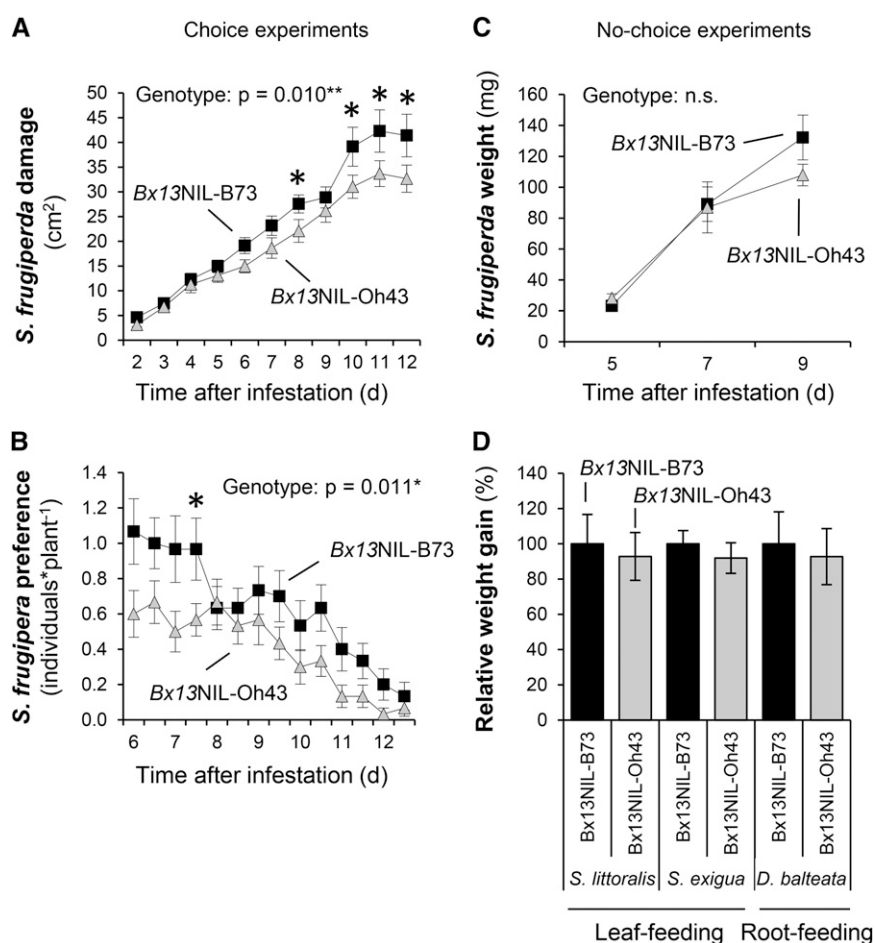 A
Choice experiments
S. frugiperda damage
(cm2)
50
45
40
35
30
25
20
15
10
5
0
Genotype: p = 0.010**
*
*
*
*
Bx13NIL-B73
Bx13NIL-Oh43
2 3 4 5 6 7 8 9 10 11 12
Time after infestation (d)
B
S. frugipera preference
(individuals*plant-1)
1.4
1.2
1.0
0.8
0.6
0.4
0.2
0.0
*
Genotype: p = 0.011*
Bx13NIL-B73
Bx13NIL-Oh43
6 7 8 9 10 11 12
Time after infestation (d)
C
No-choice experiments
S. frugiperda weight (mg)
160
140
120
100
80
60
40
20
0
Genotype: n.s.
Bx13NIL-B73
Bx13NIL-Oh43
5 7 9
Time after infestation (d)
D
Relative weight gain (%)
140
120
100
80
60
40
20
0
Bx13NIL-B73
Bx13NIL-Oh43
Bx13NIL-B73
Bx13NIL-Oh43
Bx13NIL-B73
Bx13NIL-Oh43
Bx13NIL-B73
Bx13NIL-Oh43
S. littoralis S. exigua D. balteata
Leaf-feeding Root-feeding